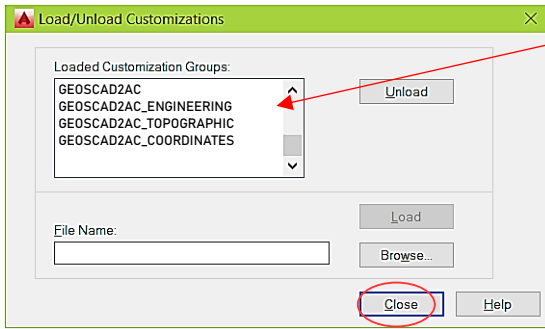 Load/Unload Customizations
Loaded Customization Groups:
GEOSCAD2AC
GEOSCAD2AC_ENGINEERING
GEOSCAD2AC_TOPOGRAPHIC
GEOSCAD2AC_COORDINATES
Unload
Load
File Name:
Browse...
Close
Help